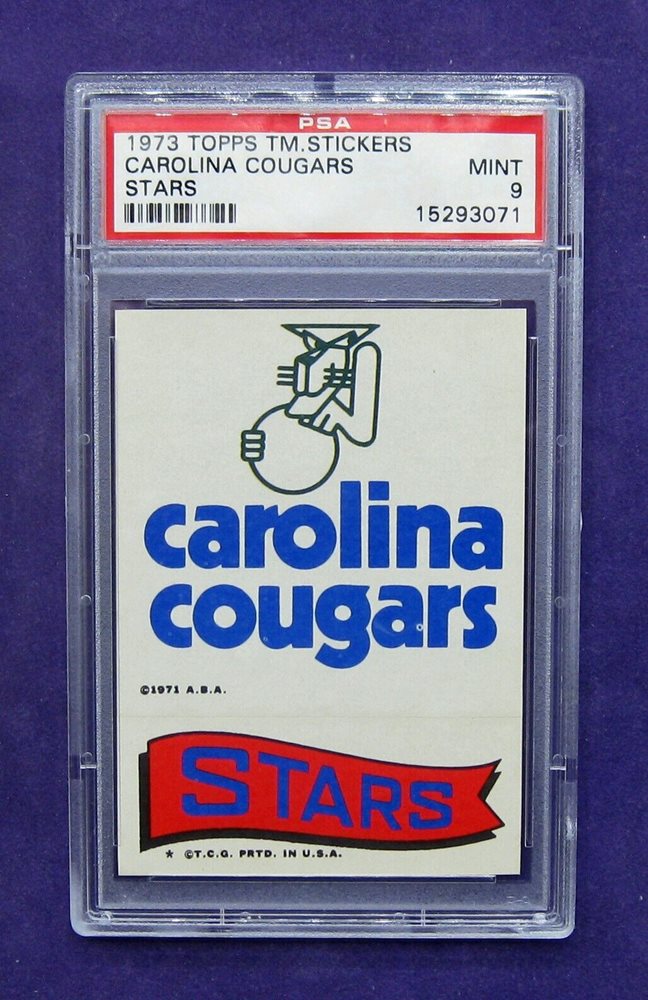 PSA
1973 TOPPS TM.STICKERS
CAROLINA COUGARS MINT
STARS 9
15293071
carolina
cougars
©1971 A.B.A.
STARS
* ©T.C.G. PRTD. IN U.S.A.